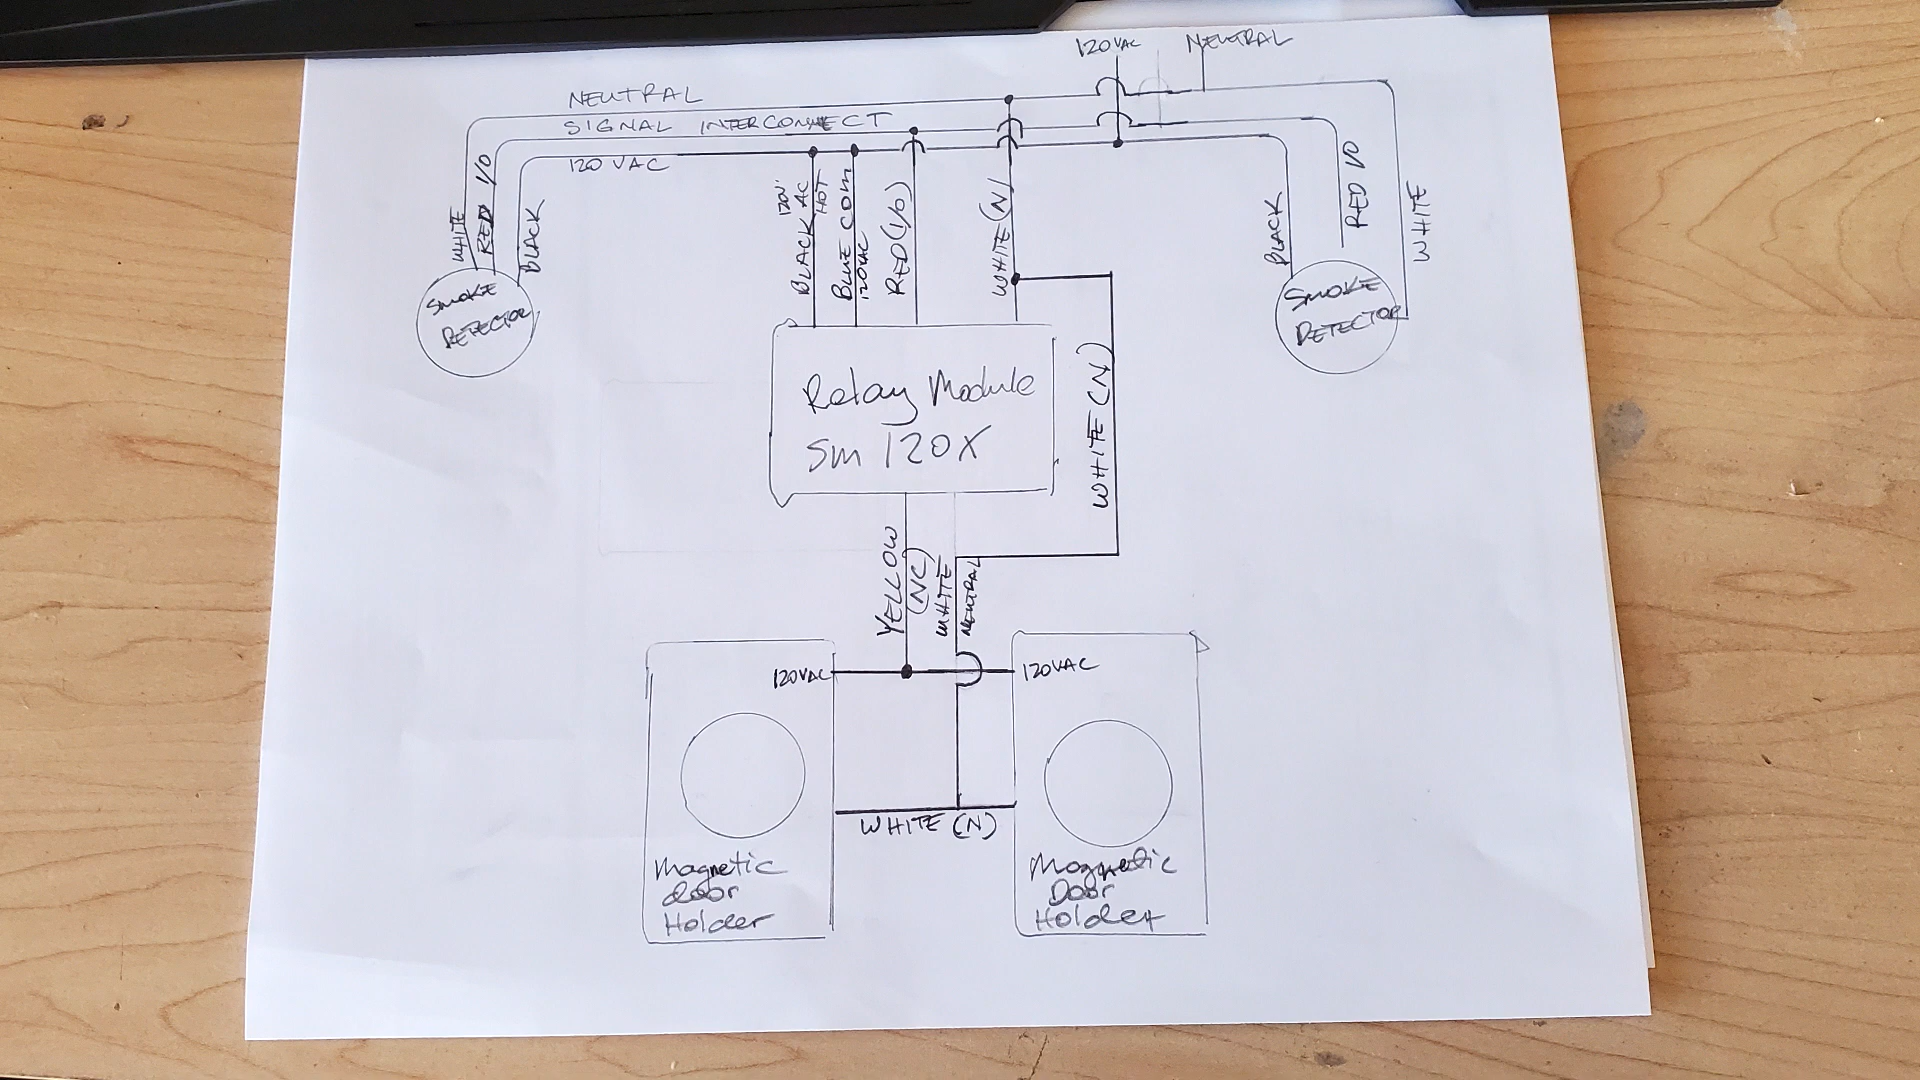 120VAC NEUTRAL
NEUTRAL
SIGNAL INTERCONNECT
120 VAC
WHITE
RED I/O
BLACK
120V AC
BLACK HOT
BLUE COM
120VAC
RED (I/O)
WHITE (N)
BLACK
RED I/O
WHITE
SMOKE
DETECTOR
SMOKE
DETECTOR
Relay Module
Sm 120X
WHITE (N)
YELLOW
(NC)
WHITE
NEUTRAL
120VAC
120VAC
WHITE (N)
Magnetic
door
Holder
Magnetic
Door
Holder